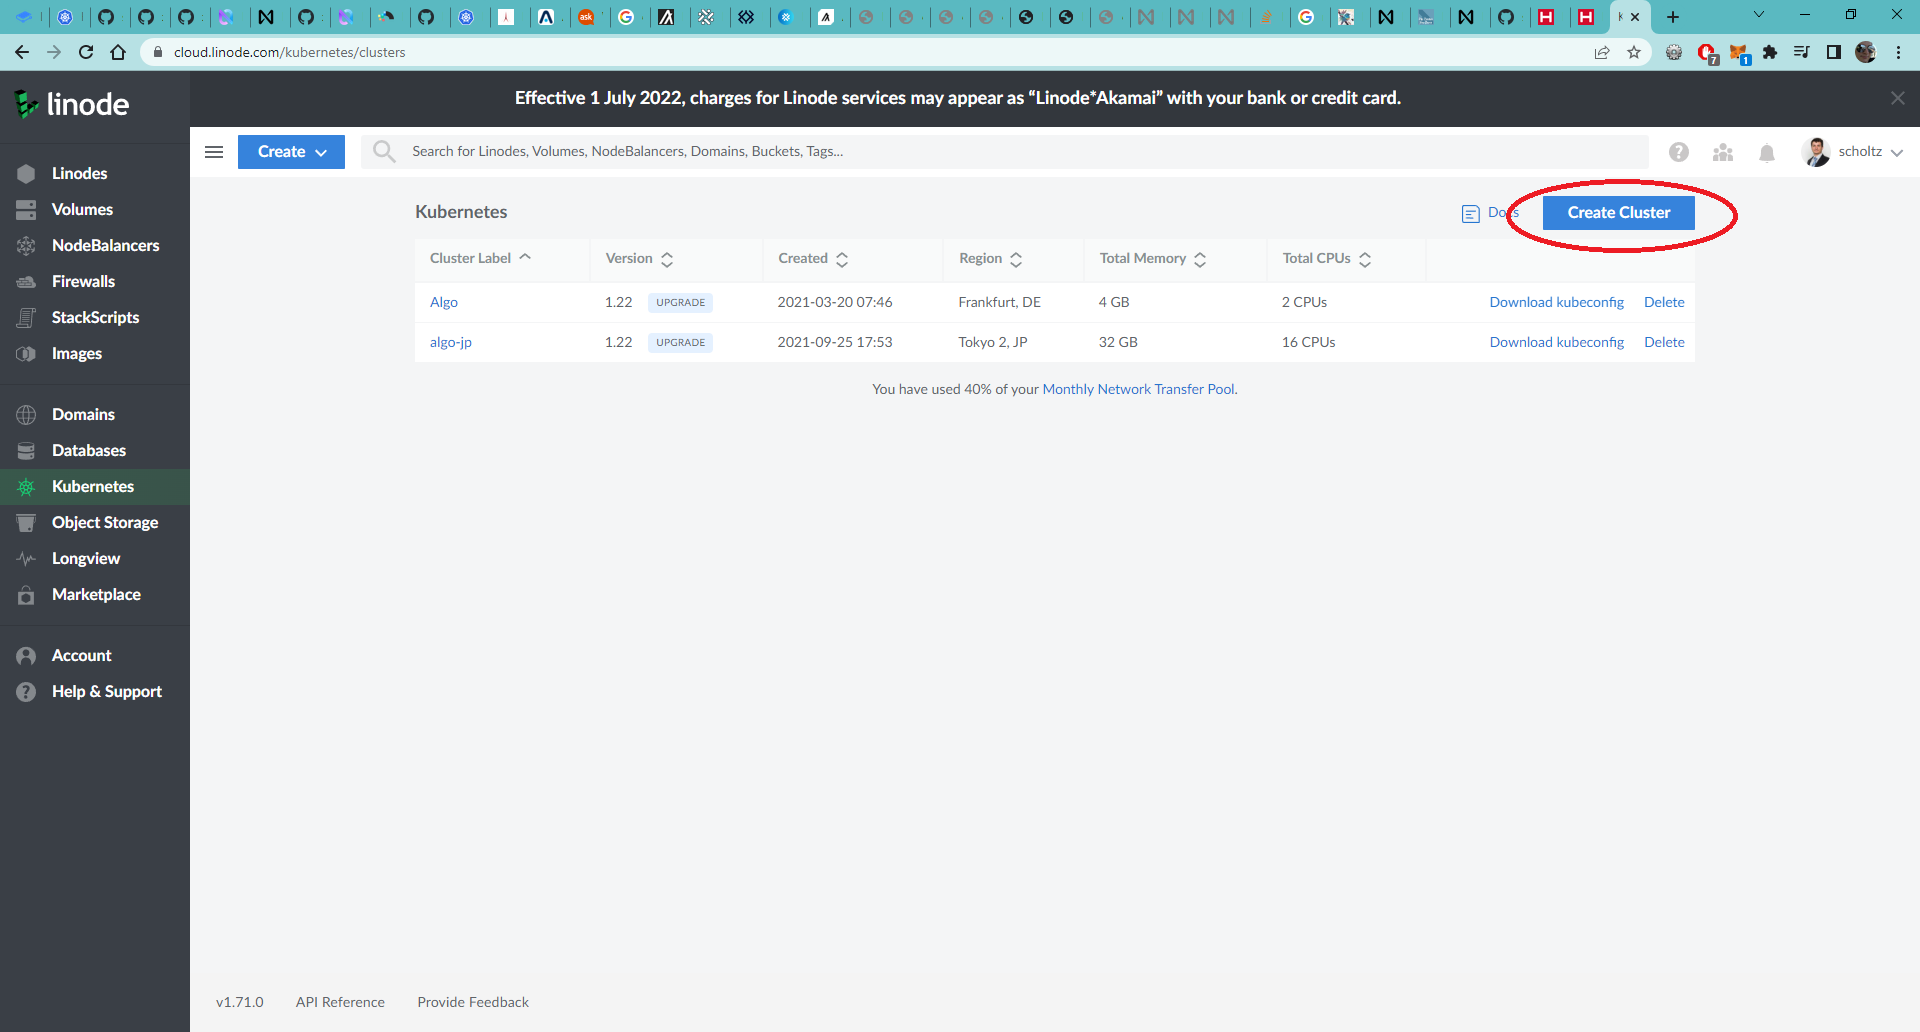 cloud.linode.com/kubernetes/clusters
7
1
linode
Effective 1 July 2022, charges for Linode services may appear as “Linode*Akamai” with your bank or credit card.
Create
Search for Linodes, Volumes, NodeBalancers, Domains, Buckets, Tags...
scholtz
Linodes
Volumes
NodeBalancers
Firewalls
StackScripts
Images
Domains
Databases
Kubernetes
Object Storage
Longview
Marketplace
Account
Help & Support
Kubernetes
Docs
Create Cluster
Cluster Label Version Created Region Total Memory Total CPUs
Algo 1.22 UPGRADE 2021-03-20 07:46 Frankfurt, DE 4 GB 2 CPUs Download kubeconfig Delete
algo-jp 1.22 UPGRADE 2021-09-25 17:53 Tokyo 2, JP 32 GB 16 CPUs Download kubeconfig Delete
You have used 40% of your Monthly Network Transfer Pool.
v1.71.0 API Reference Provide Feedback